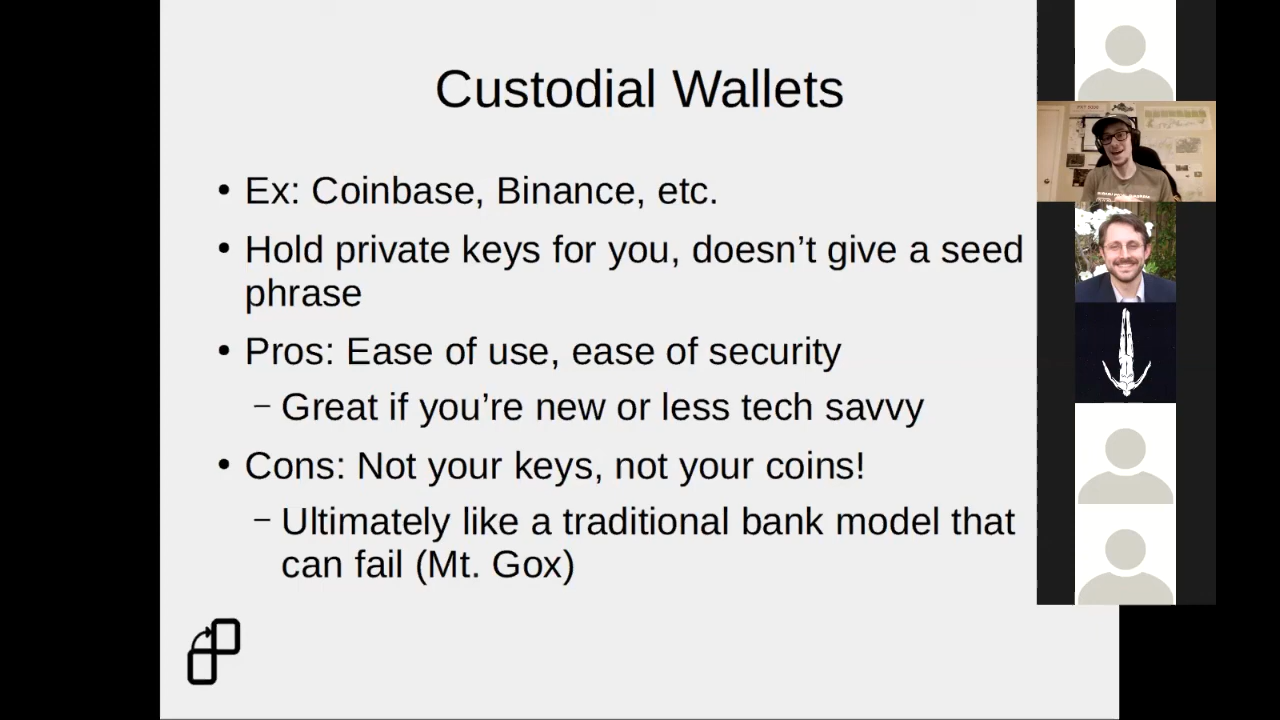 Custodial Wallets
• Ex: Coinbase, Binance, etc.
• Hold private keys for you, doesn’t give a seed
phrase
• Pros: Ease of use, ease of security
– Great if you’re new or less tech savvy
• Cons: Not your keys, not your coins!
– Ultimately like a traditional bank model that
can fail (Mt. Gox)